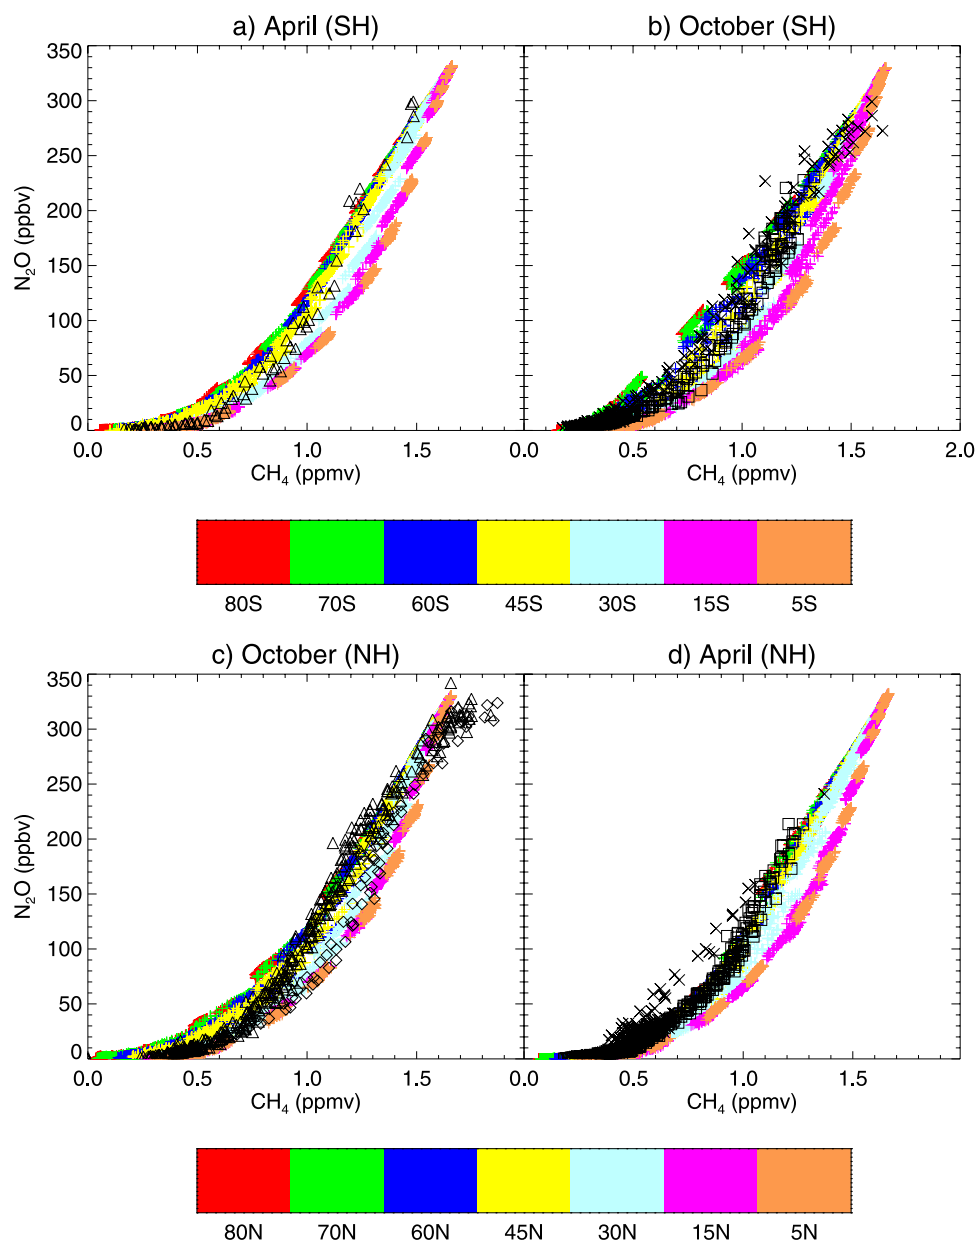 a) April (SH)
b) October (SH)
350
300
250
200
150
100
50
0
N2O (ppbv)
0.0 0.5 1.0 1.5 0.0 0.5 1.0 1.5 2.0
CH4 (ppmv) CH4 (ppmv)
80S 70S 60S 45S 30S 15S 5S
c) October (NH)
d) April (NH)
350
300
250
200
150
100
50
0
N2O (ppbv)
0.0 0.5 1.0 1.5 0.0 0.5 1.0 1.5
CH4 (ppmv) CH4 (ppmv)
80N 70N 60N 45N 30N 15N 5N